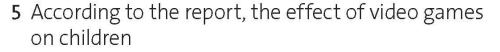 5 According to the report, the effect of video games
on children